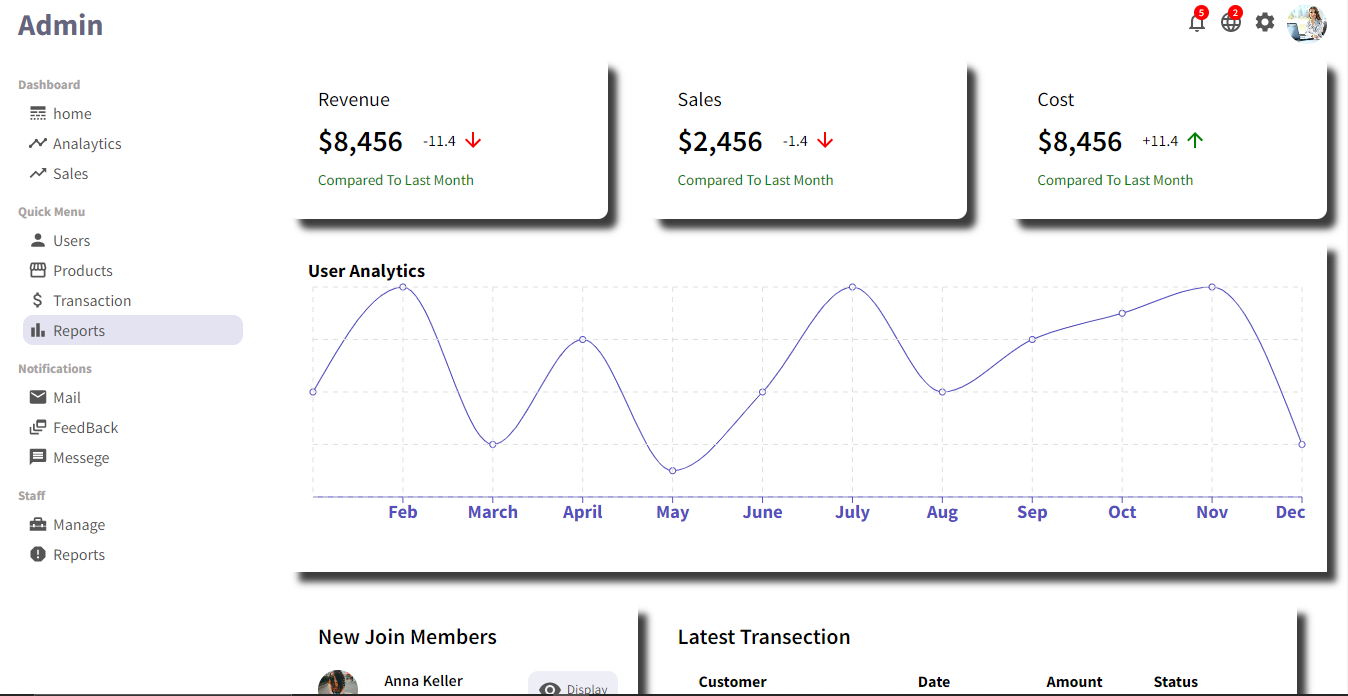 Admin
5
2
Dashboard
home
Analaytics
Sales
Quick Menu
Users
Products
Transaction
Reports
Notifications
Mail
FeedBack
Messege
Staff
Manage
Reports
Revenue
$8,456 -11.4
Compared To Last Month
Sales
$2,456 -1.4
Compared To Last Month
Cost
$8,456 +11.4
Compared To Last Month
User Analytics
Feb March April May June July Aug Sep Oct Nov Dec
New Join Members
Anna Keller
Display
Latest Transection
Customer Date Amount Status